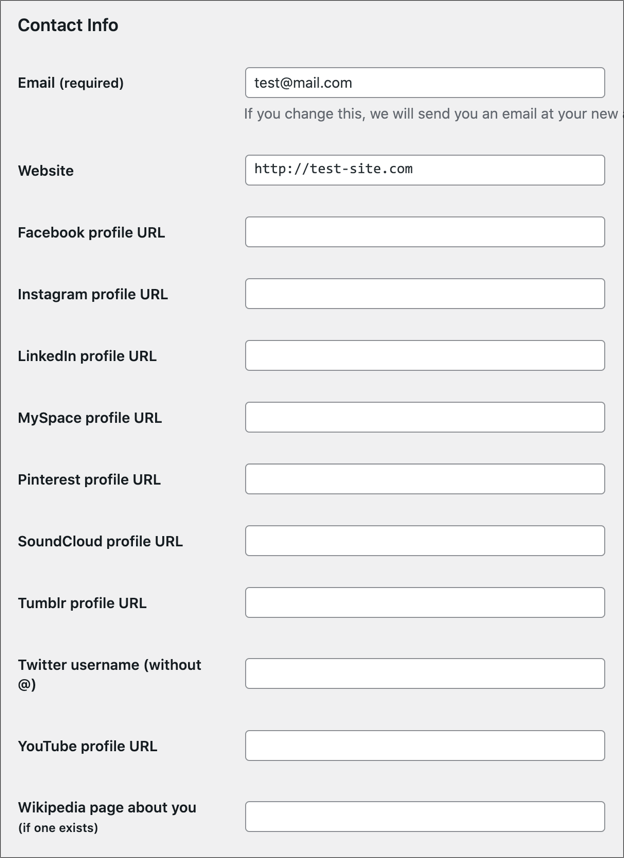 Contact Info
Email (required)
test@mail.com
If you change this, we will send you an email at your new
Website
http://test-site.com
Facebook profile URL
Instagram profile URL
LinkedIn profile URL
MySpace profile URL
Pinterest profile URL
SoundCloud profile URL
Tumblr profile URL
Twitter username (without
@)
YouTube profile URL
Wikipedia page about you
(if one exists)